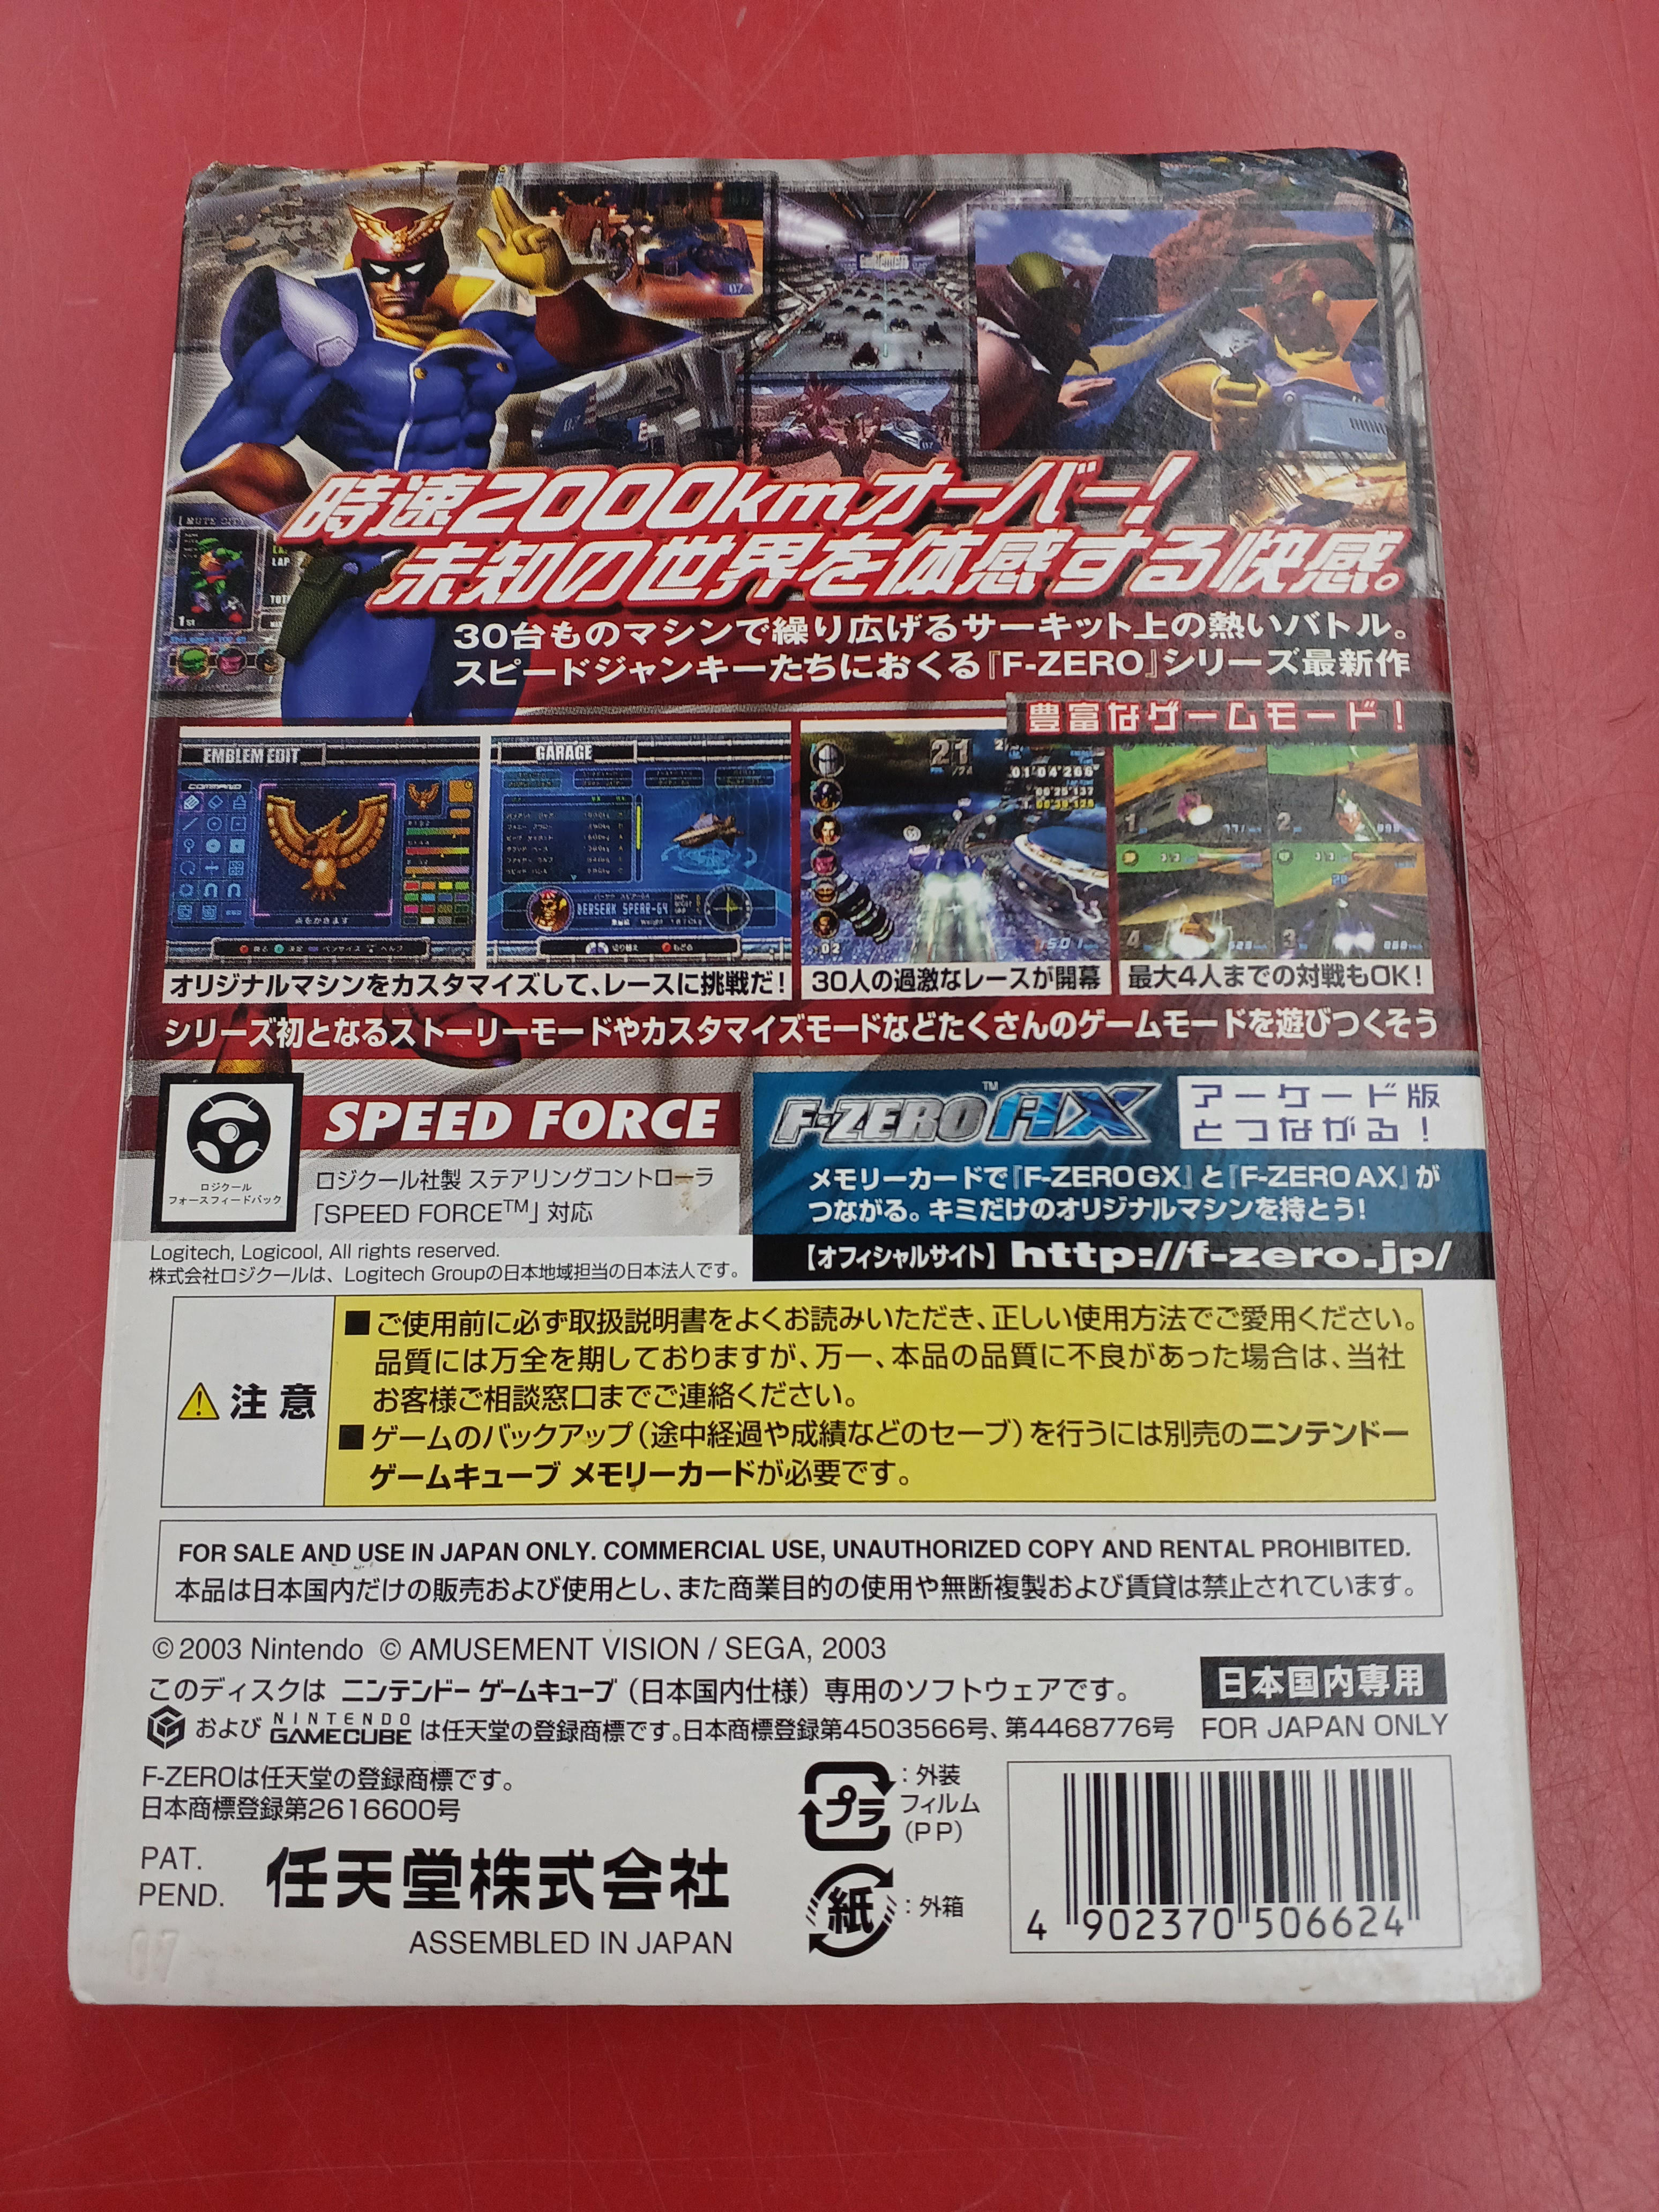 時速2000kmオーバー!
未知の世界を体感する快感。
30台ものマシンで繰り広げるサーキット上の熱いバトル。
スピードジャンキーたちにおくる『F-ZERO』シリーズ最新作
豊富なゲームモード!
EMBLEM EDIT
GARAGE
COMMAND
点をかきます
BERSERK SPEAR-G4
21
1
2
4
3
オリジナルマシンをカスタマイズして、レースに挑戦だ!
30人の過激なレースが開幕
最大4人までの対戦もOK!
シリーズ初となるストーリーモードやカスタマイズモードなどたくさんのゲームモードを遊びつくそう
ロジクール
フォースフィードバック
SPEED FORCE
ロジクール社製 ステアリングコントローラ
「SPEED FORCE™」対応
Logitech, Logicool, All rights reserved.
株式会社ロジクールは、Logitech Groupの日本地域担当の日本法人です。
F-ZERO AX™
アーケード版
とつながる!
メモリーカードで『F-ZERO GX』と『F-ZERO AX』が
つながる。キミだけのオリジナルマシンを持とう!
【オフィシャルサイト】http://f-zero.jp/
注意
■ご使用前に必ず取扱説明書をよくお読みいただき、正しい使用方法でご愛用ください。
品質には万全を期しておりますが、万一、本品の品質に不良があった場合は、当社
お客様ご相談窓口までご連絡ください。
■ゲームのバックアップ(途中経過や成績などのセーブ)を行うには別売のニンテンドー
ゲームキューブ メモリーカードが必要です。
FOR SALE AND USE IN JAPAN ONLY. COMMERCIAL USE, UNAUTHORIZED COPY AND RENTAL PROHIBITED.
本品は日本国内だけの販売および使用とし、また商業目的の使用や無断複製および賃貸は禁止されています。
© 2003 Nintendo © AMUSEMENT VISION / SEGA, 2003
このディスクは ニンテンドー ゲームキューブ (日本国内仕様) 専用のソフトウェアです。
および NINTENDO GAMECUBE は任天堂の登録商標です。日本商標登録第4503566号、第4468776号
日本国内専用
FOR JAPAN ONLY
F-ZEROは任天堂の登録商標です。
日本商標登録第2616600号
PAT.
PEND.
任天堂株式会社
ASSEMBLED IN JAPAN
プラ
:外装
フィルム
(PP)
紙
:外箱
4 902370 506624
07